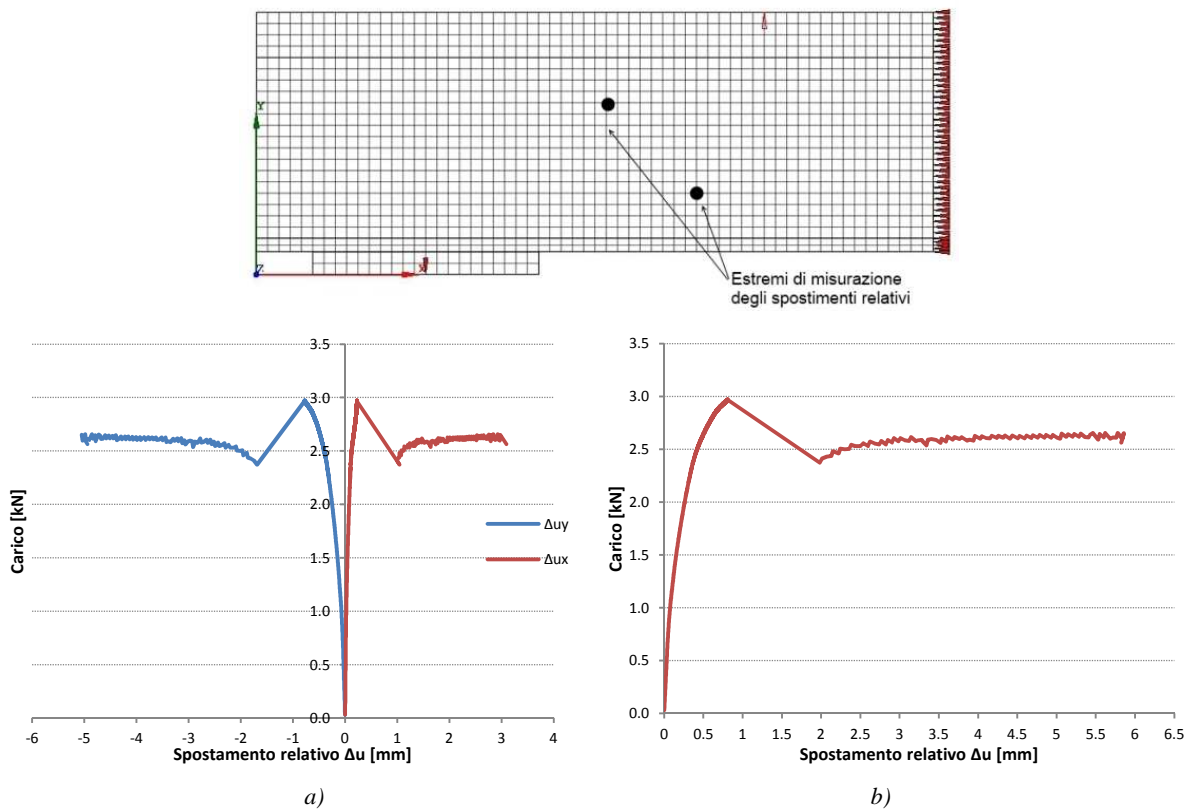 Y
Z
X
Estremi di misurazione
degli spostimenti relativi
3.5
3.0
2.5
2.0
1.5
1.0
0.5
0.0
Carico [kN]
-6 -5 -4 -3 -2 -1 0 1 2 3 4
Spostamento relativo Δu [mm]
Δuy
Δux
a)
3.5
3.0
2.5
2.0
1.5
1.0
0.5
0.0
Carico [kN]
0 0.5 1 1.5 2 2.5 3 3.5 4 4.5 5 5.5 6 6.5
Spostamento relativo Δu [mm]
b)